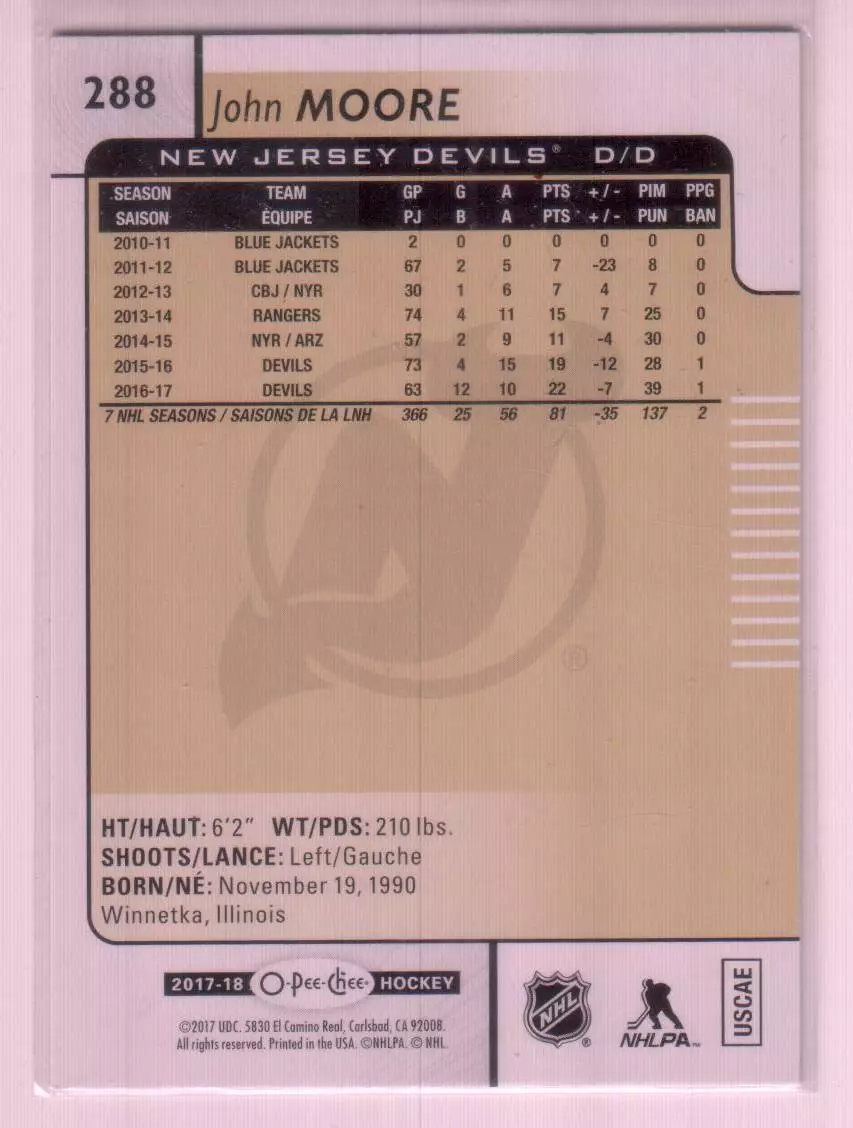 288
John MOORE
NEW JERSEY DEVILS® D/D
SEASON TEAM GP G A PTS +/- PIM PPG
SAISON ÉQUIPE PJ B A PTS +/- PUN BAN
2010-11 BLUE JACKETS 2 0 0 0 0 0 0
2011-12 BLUE JACKETS 67 2 5 7 -23 8 0
2012-13 CBJ / NYR 30 1 6 7 4 7 0
2013-14 RANGERS 74 4 11 15 7 25 0
2014-15 NYR / ARZ 57 2 9 11 -4 30 0
2015-16 DEVILS 73 4 15 19 -12 28 1
2016-17 DEVILS 63 12 10 22 -7 39 1
7 NHL SEASONS / SAISONS DE LA LNH 366 25 56 81 -35 137 2
®
HT/HAUT: 6'2" WT/PDS: 210 lbs.
SHOOTS/LANCE: Left/Gauche
BORN/NÉ: November 19, 1990
Winnetka, Illinois
2017-18 O-Pee-Chee® HOCKEY
©2017 UDC. 5830 El Camino Real, Carlsbad, CA 92008.
All rights reserved. Printed in the USA. ©NHLPA. © NHL.
NHL®
NHLPA™
USCAE